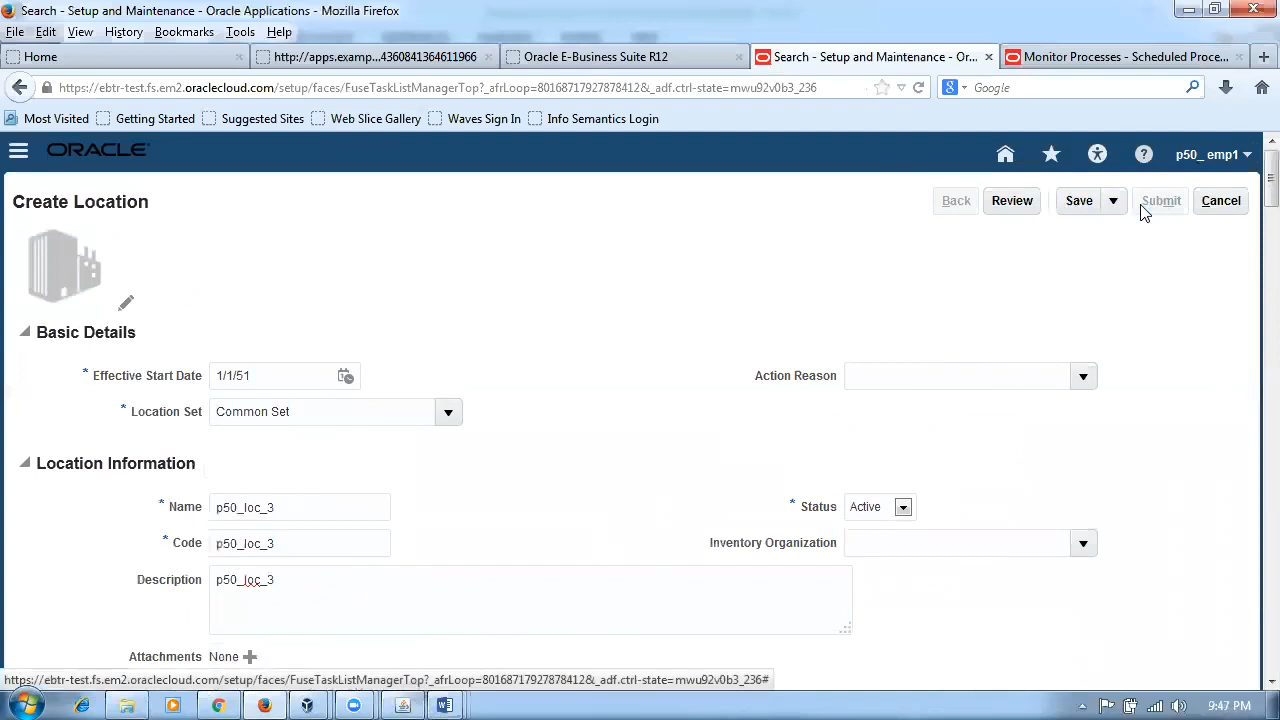 Search - Setup and Maintenance - Oracle Applications - Mozilla Firefox
File Edit View History Bookmarks Tools Help
Home http://apps.examp...4360841364611966 Oracle E-Business Suite R12 Search - Setup and Maintenance - Or... Monitor Processes - Scheduled Proce...
https://ebtr-test.fs.em2.oraclecloud.com/setup/faces/FuseTaskListManagerTop?_afrLoop=80168717927878412&_adf.ctrl-state=mwu92v0b3_236 Google
Most Visited Getting Started Suggested Sites Web Slice Gallery Waves Sign In Info Semantics Login
ORACLE p50_ emp1
Create Location Back Review Save Submit Cancel
Basic Details
* Effective Start Date 1/1/51 Action Reason
* Location Set Common Set
Location Information
* Name p50_loc_3 * Status Active
* Code p50_loc_3 Inventory Organization
Description p50_loc_3
Attachments None
https://ebtr-test.fs.em2.oraclecloud.com/setup/faces/FuseTaskListManagerTop?_afrLoop=80168717927878412&_adf.ctrl-state=mwu92v0b3_236#
9:47 PM